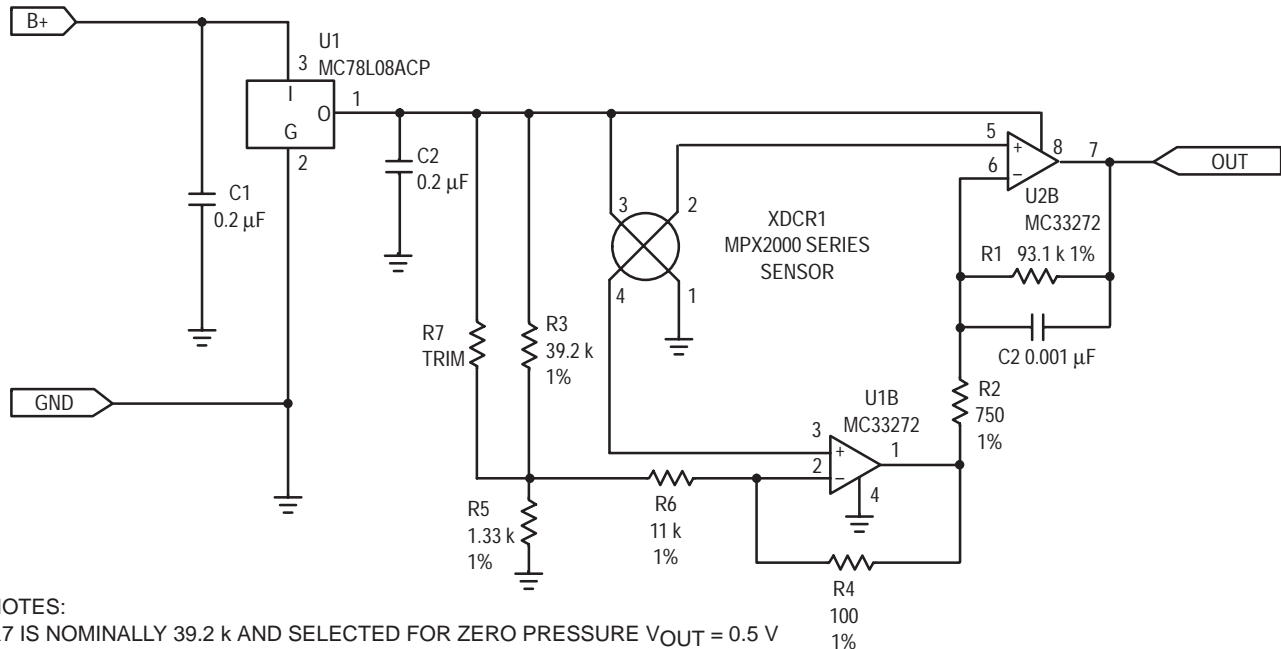 B+
U1
MC78L08ACP
3
I
O
1
G
2
C1
0.2 μF
C2
0.2 μF
GND
R7
TRIM
R3
39.2 k
1%
R5
1.33 k
1%
3
2
4
1
XDCR1
MPX2000 SERIES
SENSOR
R6
11 k
1%
3
+
2
−
1
4
U1B
MC33272
R4
100
1%
R2
750
1%
5
+
6
−
8
7
U2B
MC33272
OUT
R1 93.1 k 1%
C2 0.001 μF
NOTES:
7 IS NOMINALLY 39.2 k AND SELECTED FOR ZERO PRESSURE VOUT = 0.5 V